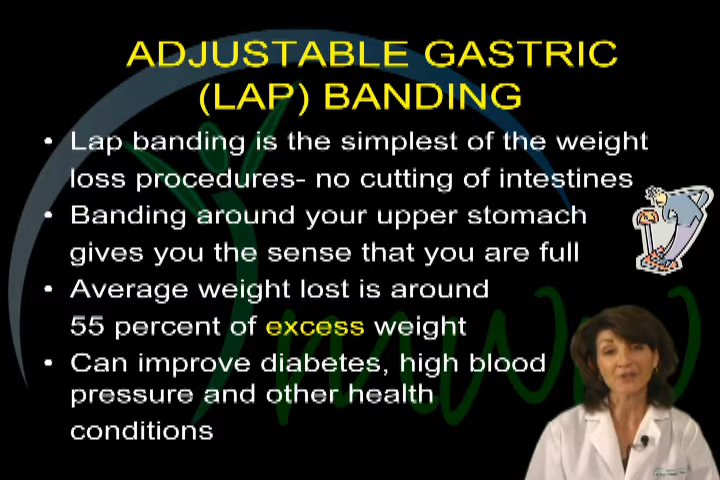 ADJUSTABLE GASTRIC
(LAP) BANDING
• Lap banding is the simplest of the weight
loss procedures- no cutting of intestines
• Banding around your upper stomach
gives you the sense that you are full
• Average weight lost is around
55 percent of excess weight
• Can improve diabetes, high blood
pressure and other health
conditions